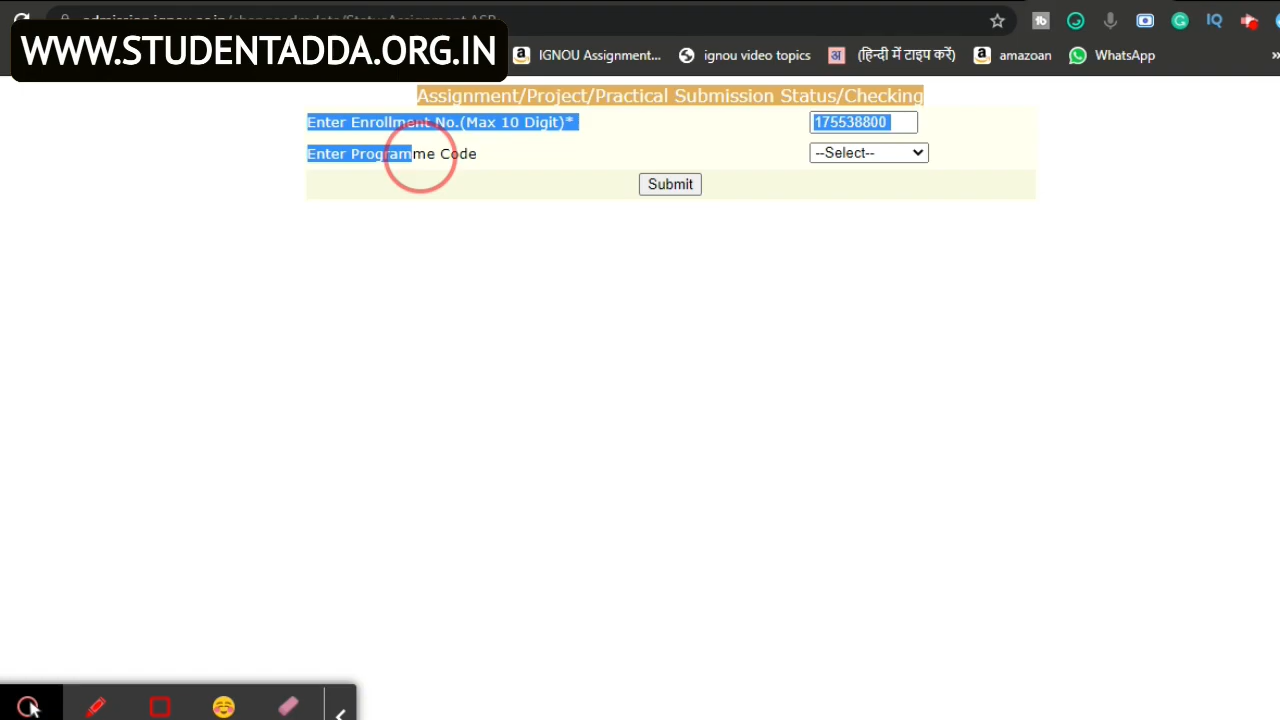 WWW.STUDENTADDA.ORG.IN
IGNOU Assignment...
ignou video topics
(हिन्दी में टाइप करें)
amazoan
WhatsApp
Assignment/Project/Practical Submission Status/Checking
Enter Enrollment No.(Max 10 Digit)* 175538800
Enter Programme Code --Select--
Submit